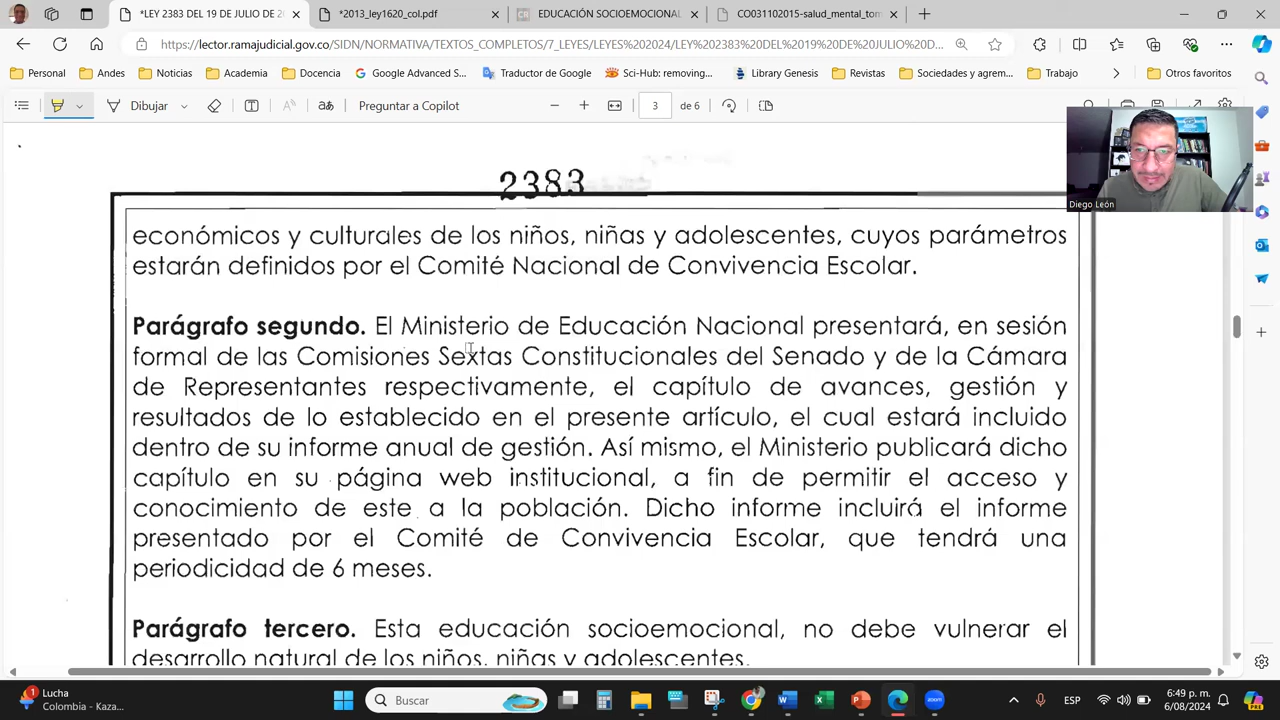 *LEY 2383 DEL 19 DE JULIO DE 2
*2013_ley1620_col.pdf
EDUCACIÓN SOCIOEMOCIONAL
CO031102015-salud_mental_tom
https://lector.ramajudicial.gov.co/SIDN/NORMATIVA/TEXTOS_COMPLETOS/7_LEYES/LEYES%202024/LEY%202383%20DEL%2019%20DE%20JULIO%20D...
Personal
Andes
Noticias
Academia
Docencia
Google Advanced S...
Traductor de Google
Sci-Hub: removing...
Library Genesis
Revistas
Sociedades y agrem...
Trabajo
Otros favoritos
Dibujar
Preguntar a Copilot
3
de 6
Diego León
2383
económicos y culturales de los niños, niñas y adolescentes, cuyos parámetros
estarán definidos por el Comité Nacional de Convivencia Escolar.
Parágrafo segundo. El Ministerio de Educación Nacional presentará, en sesión
formal de las Comisiones Sextas Constitucionales del Senado y de la Cámara
de Representantes respectivamente, el capítulo de avances, gestión y
resultados de lo establecido en el presente artículo, el cual estará incluido
dentro de su informe anual de gestión. Así mismo, el Ministerio publicará dicho
capítulo en su página web institucional, a fin de permitir el acceso y
conocimiento de este a la población. Dicho informe incluirá el informe
presentado por el Comité de Convivencia Escolar, que tendrá una
periodicidad de 6 meses.
Parágrafo tercero. Esta educación socioemocional, no debe vulnerar el
desarrollo natural de los niños, niñas y adolescentes.
Lucha
Colombia - Kaza...
Buscar
ESP
6:49 p. m.
6/08/2024